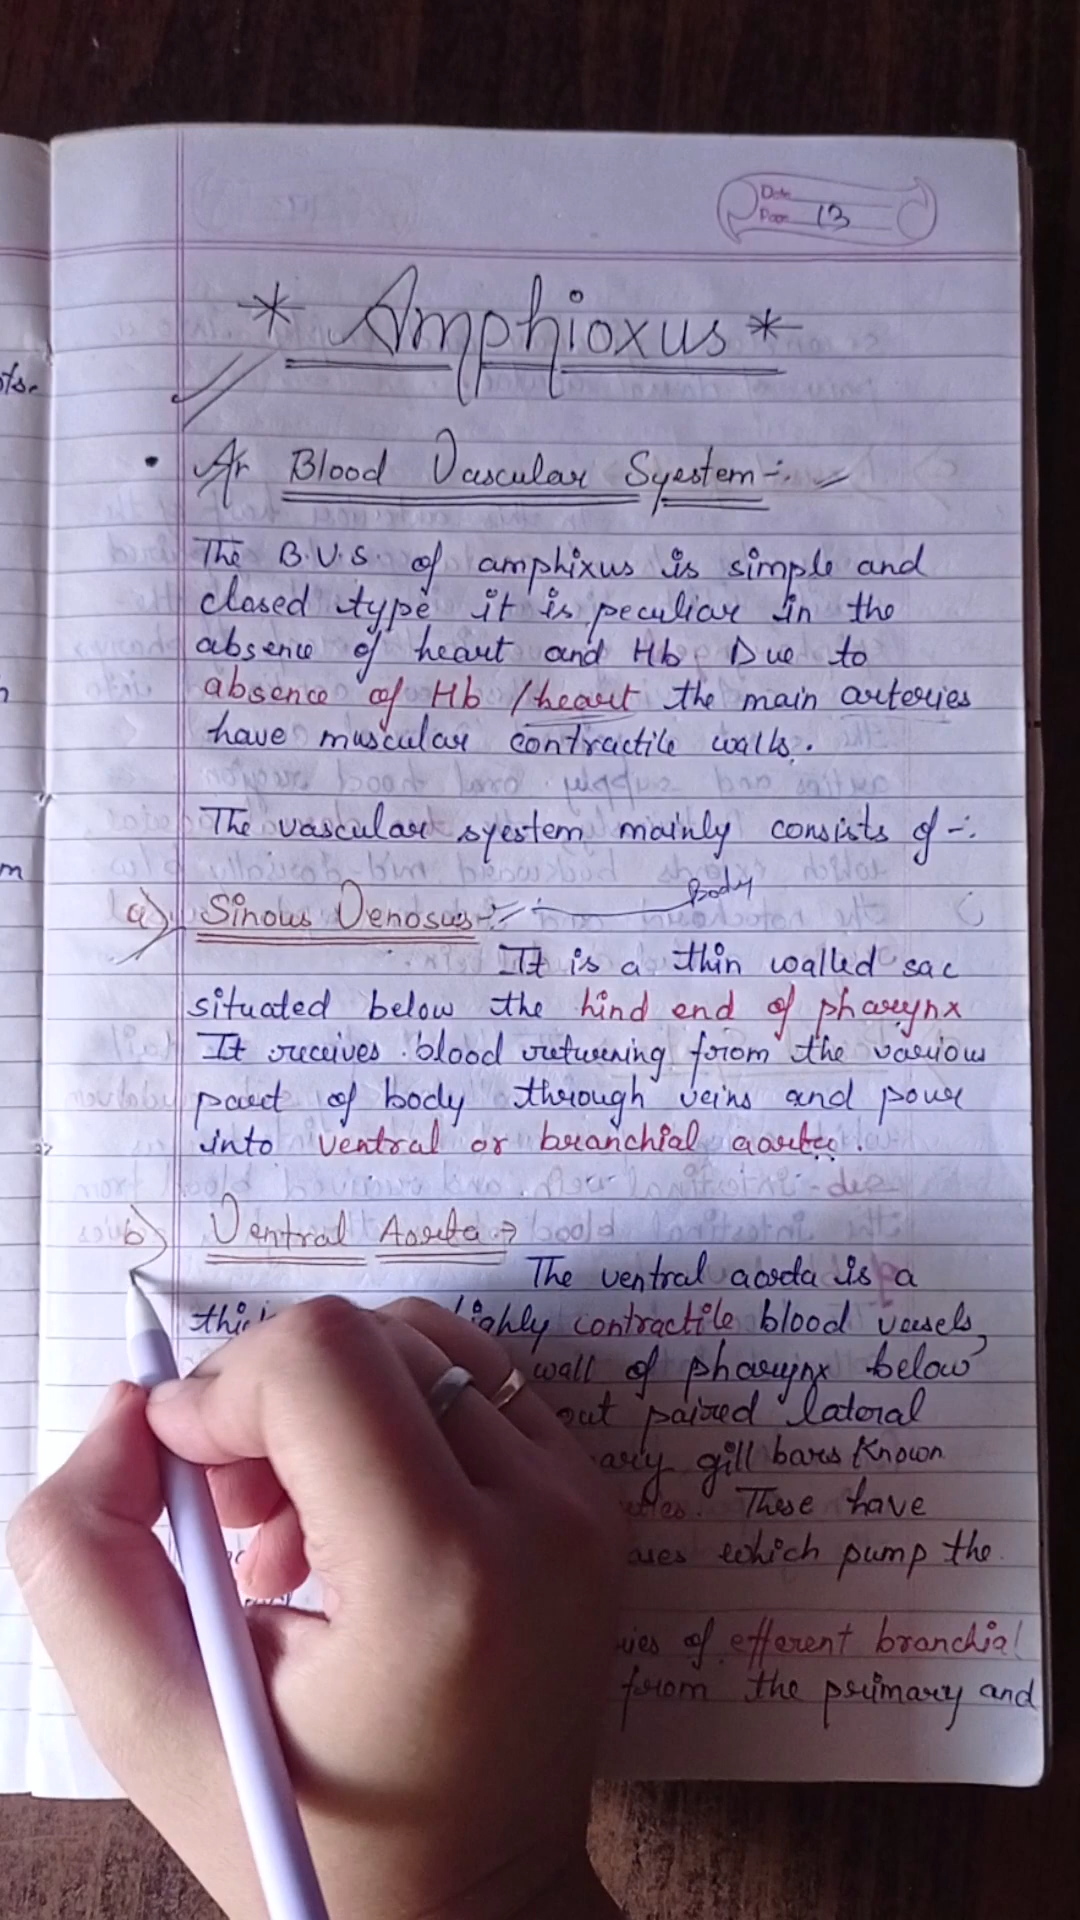 Date
Page 13
* Amphioxus *
• Blood Vascular Syestem -:
The B.V.S. of amphixus is simple and
closed type it is peculiar in the
absence of heart and Hb Due to
absence of Hb / heart the main arteries
have muscular contractile walls.
The vascular syestem mainly consists of -:
Body
a) Sinous Venosus -:
It is a thin walled sac
situated below the hind end of pharynx
It receives blood returning from the various
part of body through veins and pour
into ventral or branchial aorta.
b) Ventral Aorta →
The ventral aorta is a
highly contractile blood vessels,
wall of pharynx below
out paired lateral
gill bars Known
These have
which pump the
of efferent branchial
from the primary and